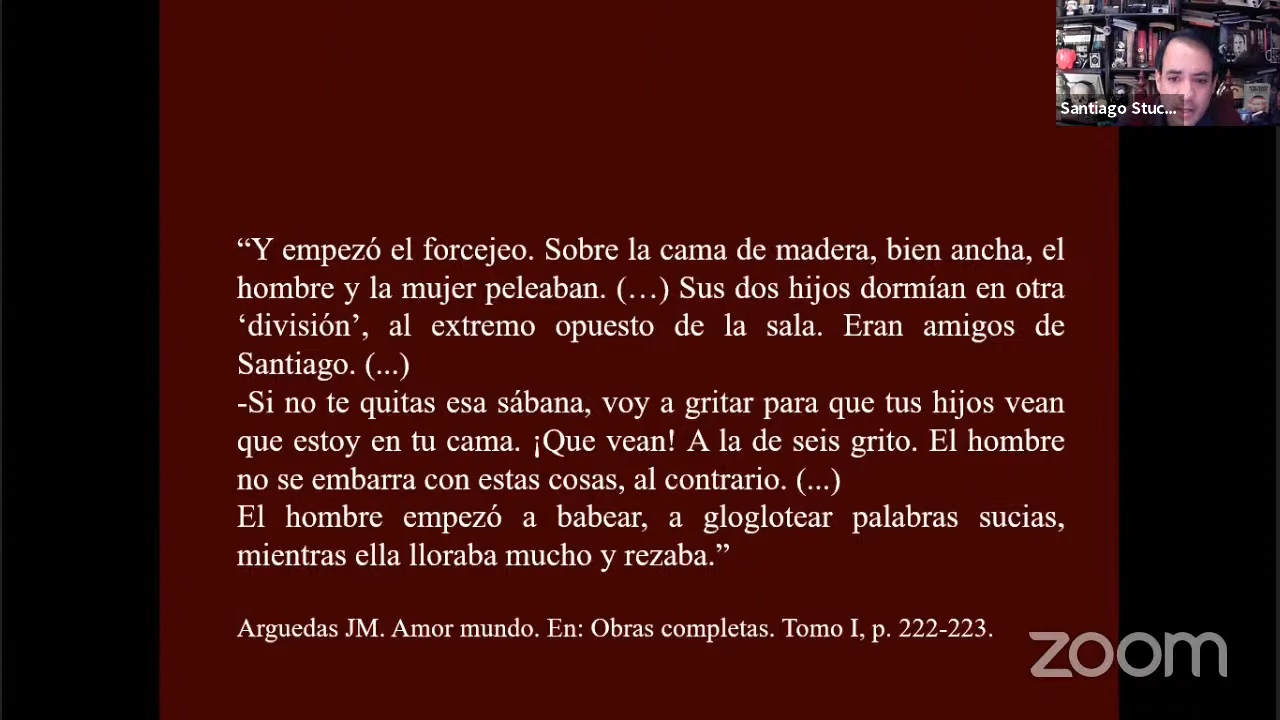 Santiago Stuc...
“Y empezó el forcejeo. Sobre la cama de madera, bien ancha, el
hombre y la mujer peleaban. (…) Sus dos hijos dormían en otra
‘división’, al extremo opuesto de la sala. Eran amigos de
Santiago. (...)
-Si no te quitas esa sábana, voy a gritar para que tus hijos vean
que estoy en tu cama. ¡Que vean! A la de seis grito. El hombre
no se embarra con estas cosas, al contrario. (...)
El hombre empezó a babear, a gloglotear palabras sucias,
mientras ella lloraba mucho y rezaba.”
Arguedas JM. Amor mundo. En: Obras completas. Tomo I, p. 222-223.
zoom